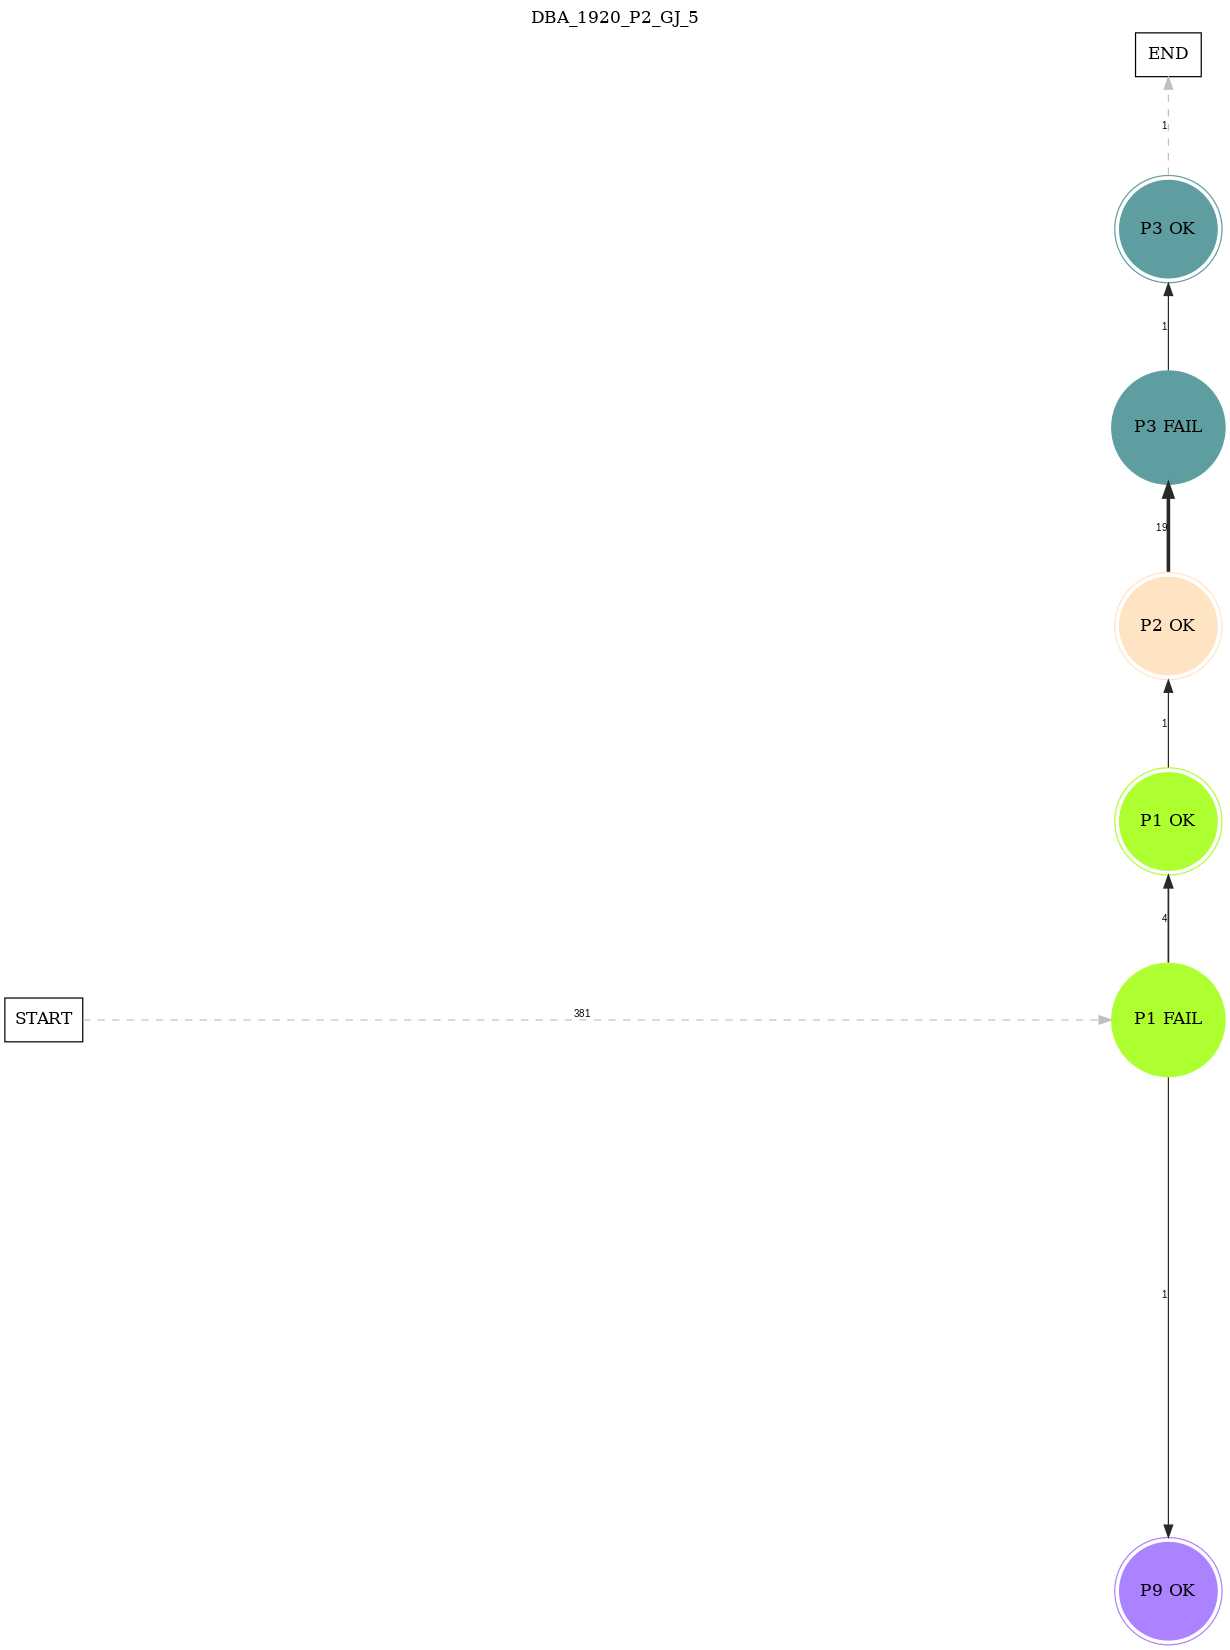 DBA_1920_P2_GJ_5
END
1
P3 OK
1
P3 FAIL
19
P2 OK
1
P1 OK
4
START
381
P1 FAIL
1
P9 OK